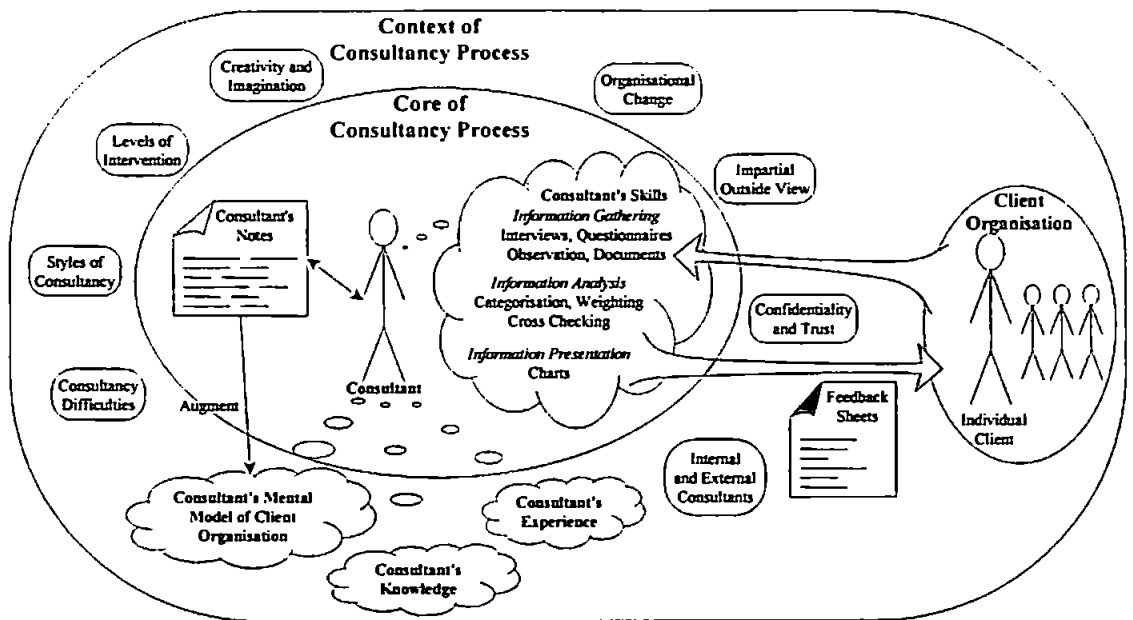 Context of
Consultancy Process
Creativity and
Imagination
Organisational
Change
Core of
Consultancy Process
Levels of
Intervention
Impartial
Outside View
Consultant's Skills
Information Gathering
Interviews, Questionnaires
Observation, Documents
Information Analysis
Categorisation, Weighting
Cross Checking
Information Presentation
Charts
Consultant's
Notes
Client
Organisation
Styles of
Consultancy
Confidentiality
and Trust
Consultant
Consultancy
Difficulties
Augment
Feedback
Sheets
Individual
Client
Internal
and External
Consultants
Consultant's Mental
Model of Client
Organisation
Consultant's
Experience
Consultant's
Knowledge